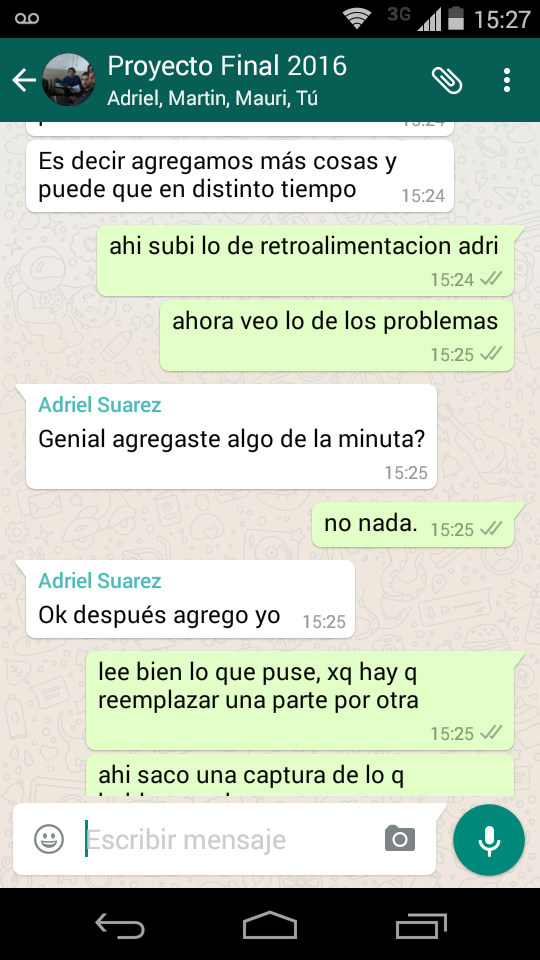 3G 15:27
Proyecto Final 2016
Adriel, Martin, Mauri, Tú
15:24
Es decir agregamos más cosas y
puede que en distinto tiempo 15:24
ahi subi lo de retroalimentacion adri
15:24
ahora veo lo de los problemas
15:25
Adriel Suarez
Genial agregaste algo de la minuta?
15:25
no nada. 15:25
Adriel Suarez
Ok después agrego yo 15:25
lee bien lo que puse, xq hay q
reemplazar una parte por otra
15:25
ahi saco una captura de lo q
Escribir mensaje